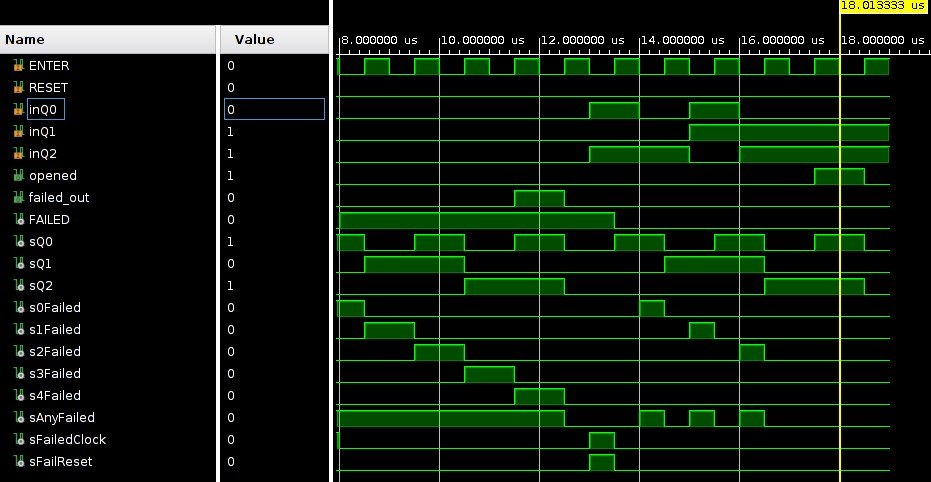 18.013333 us
Name Value
8.000000 us 10.000000 us 12.000000 us 14.000000 us 16.000000 us 18.000000 us
ENTER 0
RESET 0
inQ0 0
inQ1 1
inQ2 1
opened 1
failed_out 0
FAILED 0
sQ0 1
sQ1 0
sQ2 1
s0Failed 0
s1Failed 0
s2Failed 0
s3Failed 0
s4Failed 0
sAnyFailed 0
sFailedClock 0
sFailReset 0